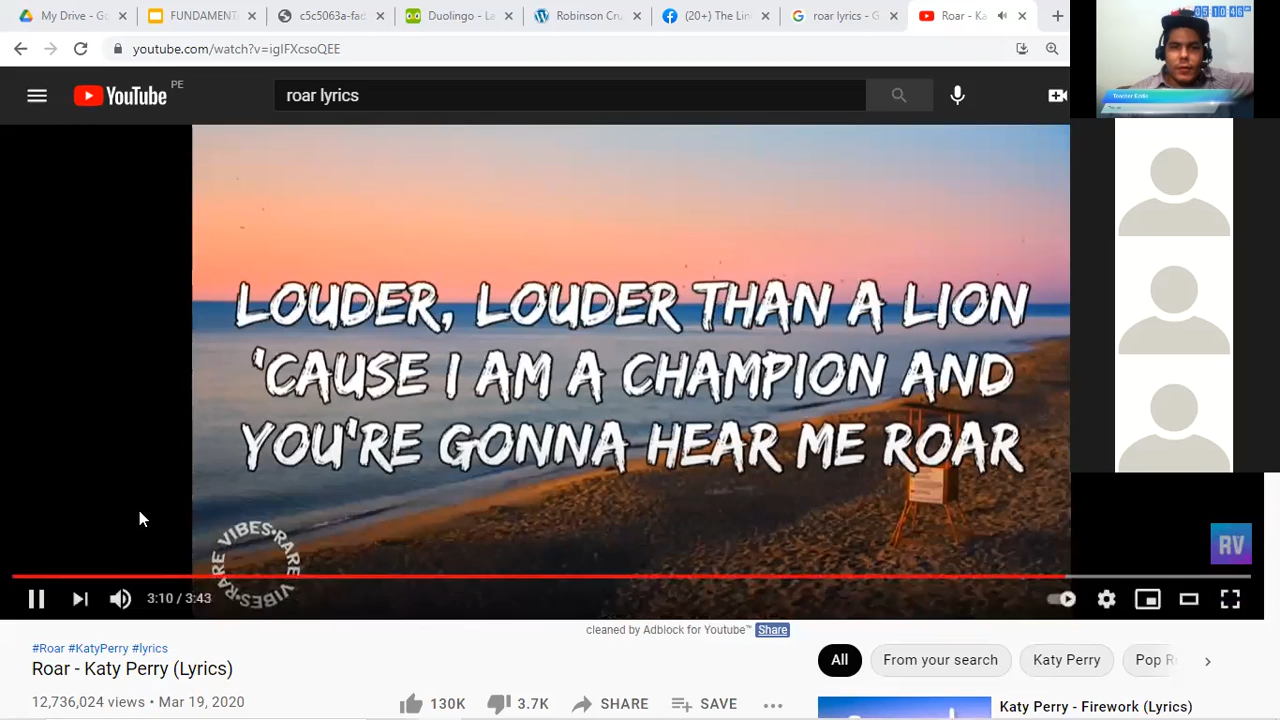 My Drive - Go
FUNDAMENT
c5c5063a-fad
Duolingo - La
Robinson Cru
(20+) The Lin
roar lyrics - G
Roar - Ka
youtube.com/watch?v=igIFXcsoQEE
YouTube PE
roar lyrics
Teacher Eedic
LOUDER, LOUDER THAN A LION
'CAUSE I AM A CHAMPION AND
YOU'RE GONNA HEAR ME ROAR
RARE VIBES•RARE VIBES•
RV
3:10 / 3:43
cleaned by Adblock for Youtube™ Share
#Roar #KatyPerry #lyrics
Roar - Katy Perry (Lyrics)
12,736,024 views • Mar 19, 2020
130K
3.7K
SHARE
SAVE
All
From your search
Katy Perry
Pop R
Katy Perry - Firework (Lyrics)